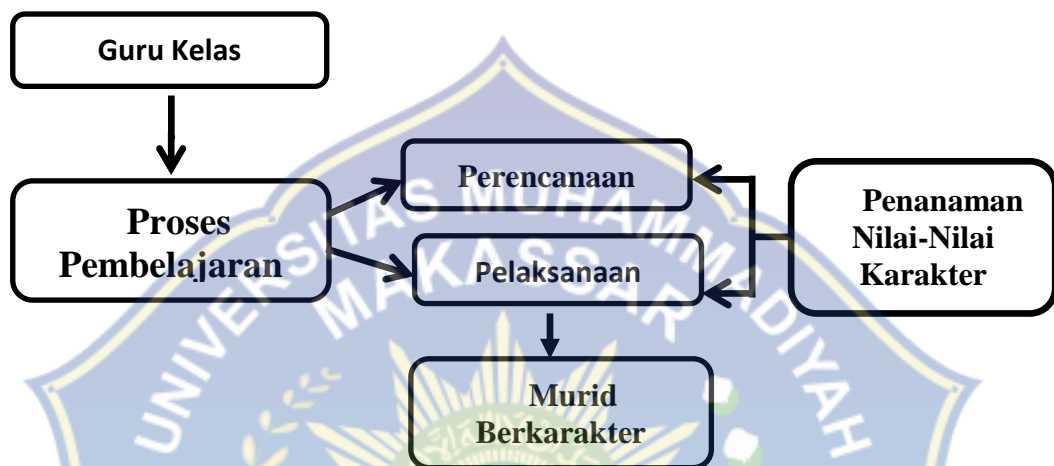 Guru Kelas
Perencanaan
Proses
Pembelajaran
Penanaman
Nilai-Nilai
Karakter
Pelaksanaan
Murid
Berkarakter
UNIVERSITAS MUHAMMADIYAH
MAKASSAR